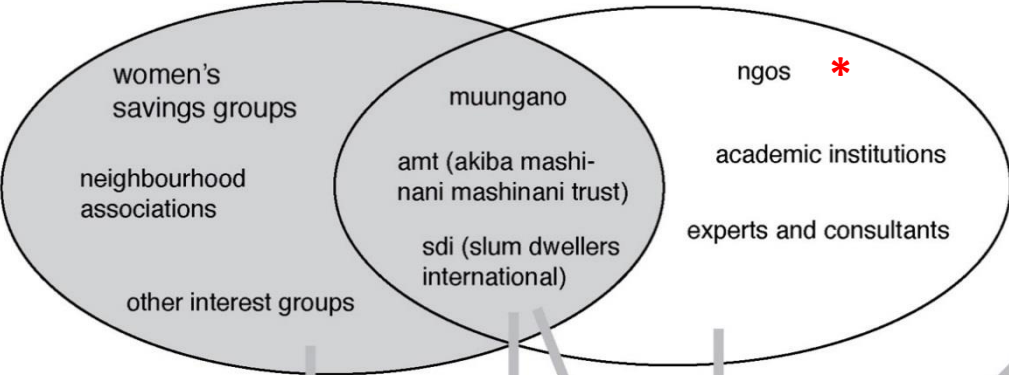 women's
savings groups
neighbourhood
associations
other interest groups
muungano
amt (akiba mashi-
nani mashinani trust)
sdi (slum dwellers
international)
ngos *
academic institutions
experts and consultants